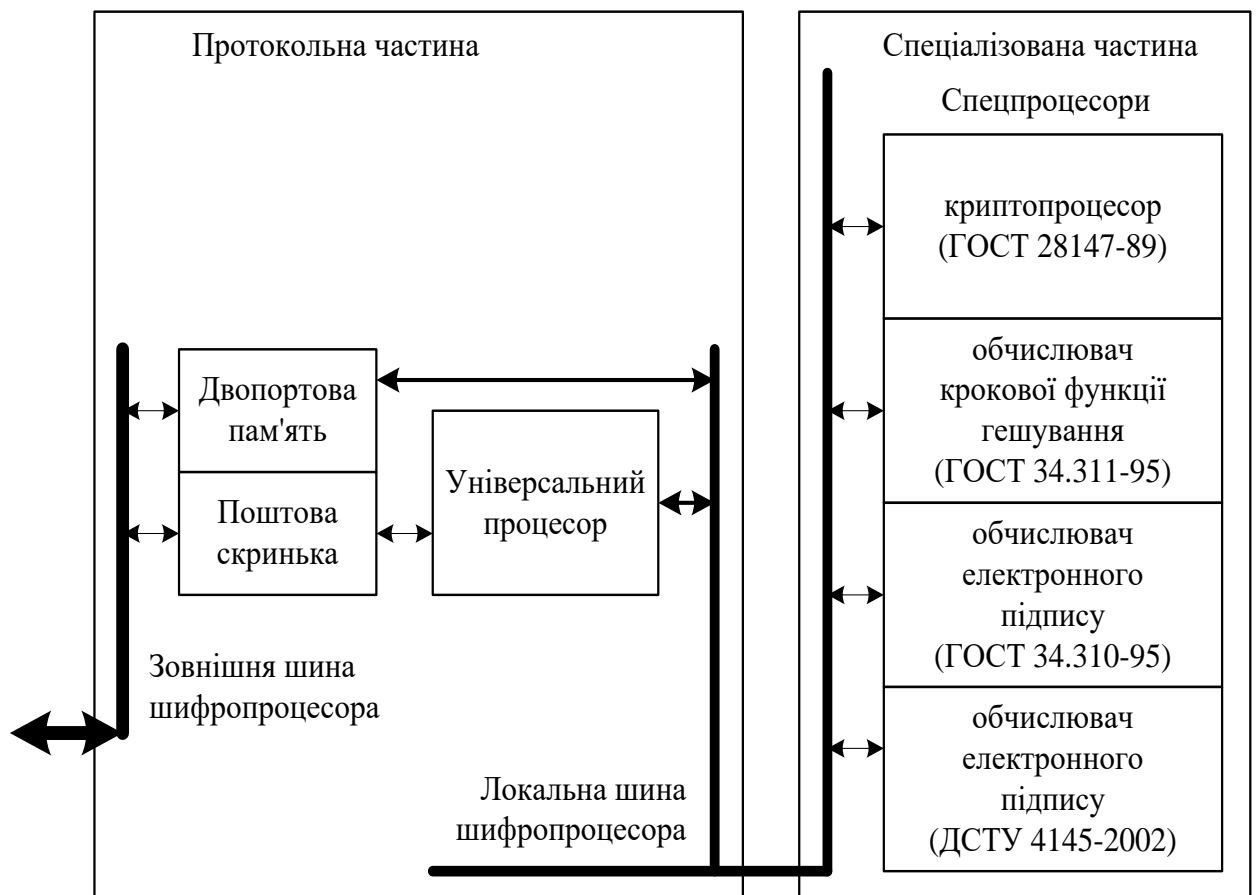 Протокольна частина
Двопортова
пам'ять
Поштова
скринька
Універсальний
процесор
Зовнішня шина
шифропроцесора
Локальна шина
шифропроцесора
Спеціалізована частина
Спецпроцесори
криптопроцесор
(ГОСТ 28147-89)
обчислювач
крокової функції
гешування
(ГОСТ 34.311-95)
обчислювач
електронного
підпису
(ГОСТ 34.310-95)
обчислювач
електронного
підпису
(ДСТУ 4145-2002)